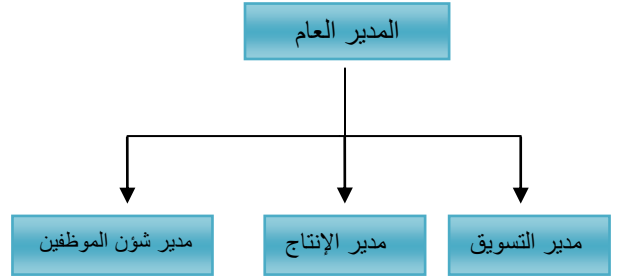 المدير العام
مدير التسويق
مدير الإنتاج
مدير شؤن الموظفين